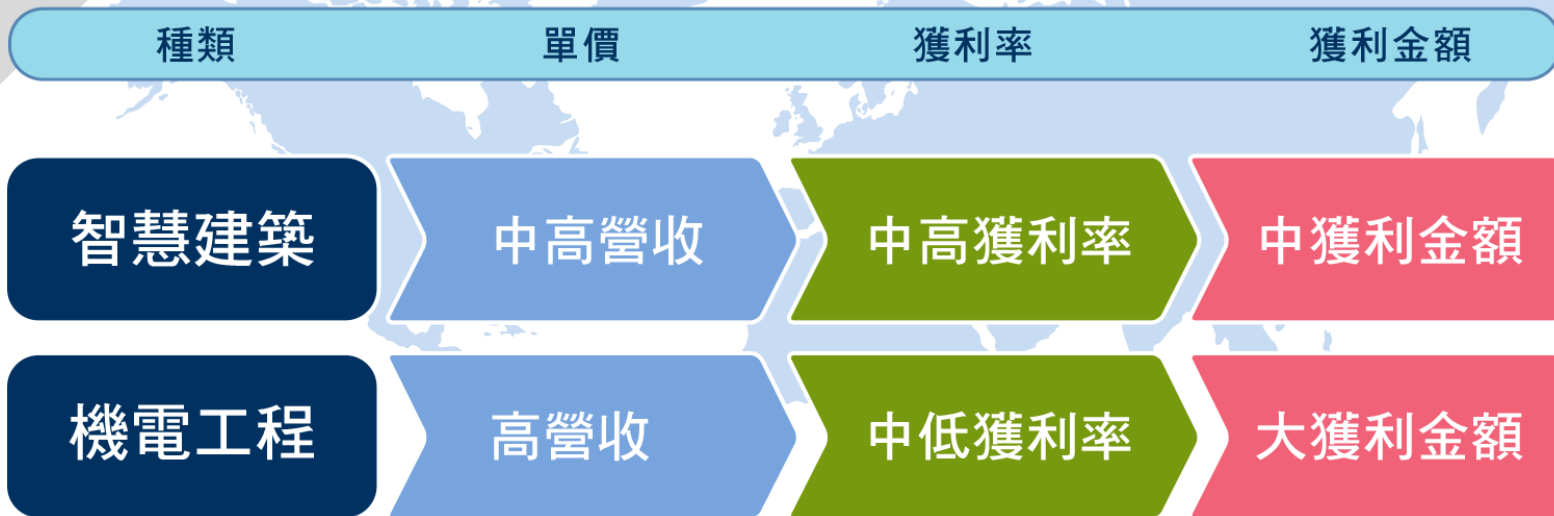 種類 單價 獲利率 獲利金額
智慧建築 中高營收 中高獲利率 中獲利金額
機電工程 高營收 中低獲利率 大獲利金額